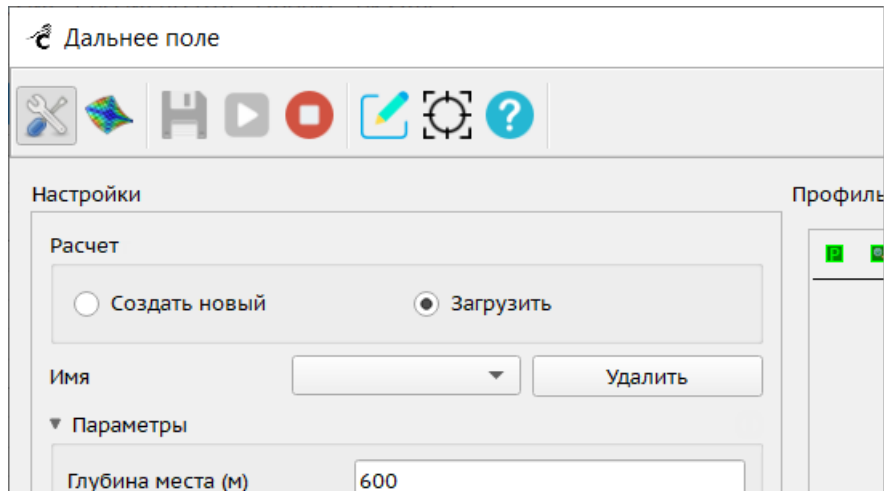 Дальнее поле
Настройки
Профиль
Расчет
Создать новый
Загрузить
Имя
Удалить
Параметры
Глубина места (м)
600